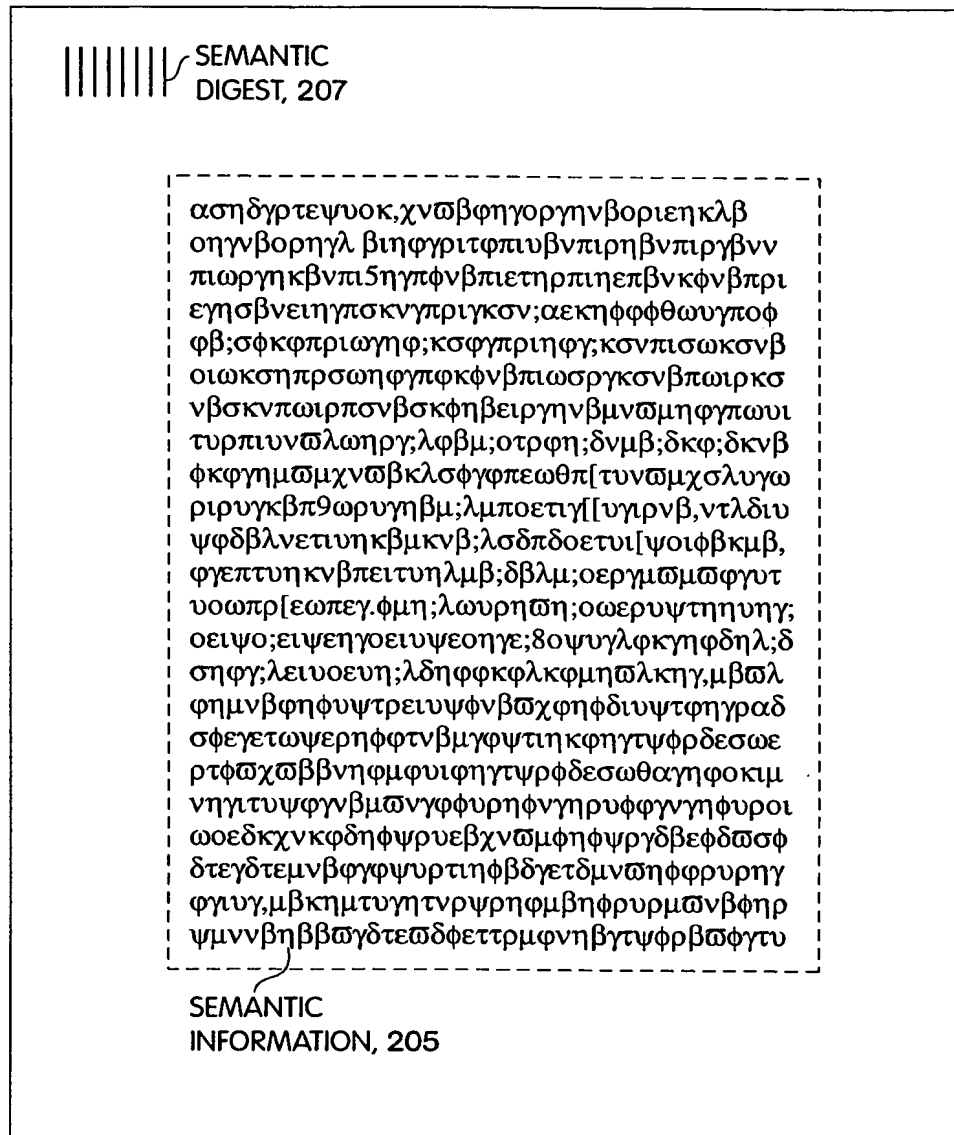 SEMANTIC
DIGEST, 207
ασηδγρτεψυοκ,χνϖβφηγοργηνβοριεηκλβ
οηγνβορηγλ βιηφγριτφπιυβνπιρηβνπιργβνν
πιωργηκβνπι5ηγπφνβπιετηρπιηεπβνκφνβπρι
εγησβνειηγπσκνγπριγκσν;αεκηφφφθωυγποφ
φβ;σφκφπριωγηφ;κσφγπριηφγ;κσνπισωκσνβ
οιωκσηπρσωηφγπφκφνβπιωσργκσνβπωιρκσ
νβσκνπωιρπσνβσκφηβειργηνβμνϖμηφγπωυι
τυρπιυνϖλωηργ;λφβμ;οτρφη;δνμβ;δκφ;δκνβ
φκφγημϖμχνϖβκλσφγφπεωθπ[τυνϖμχσλυγω
ριρυγκβπ9ωρυγηβμ;λμποετιγ[[υγιρνβ,ντλδιυ
ψφδβλνετιυηκβμκνβ;λσδπδοετυι[ψοιφβκμβ,
φγεπτυηκνβπειτυηλμβ;δβλμ;οεργμϖμϖφγυτ
υοωπρ[εωπεγ.φμη;λωυρηϖη;οωερυψτηηυηγ;
οειψο;ειψεηγοειυψεοηγε;8οψυγλφκγηφδηλ;δ
σηφγ;λειυοευη;λδηφφκφλκφμηϖλκηγ,μβϖλ
φημνβφηφυψτρειυψφνβϖχφηφδιυψτφηγραδ
σφεγετωψερηφφτνβμγφψτιηκφηγτψφρδεσωε
ρτφϖχϖββνηφμφυιφηγτψρφδεσωθαγηφοκιμ
νηγιτυψφγνβμϖνγφφυρηφνγηρυφφγνγηφυροι
ωοεδκχνκφδηφψρυεβχνϖμφηφψργδβεφδϖσφ
δτεγδτεμνβφγφψυρτιηφβδγετδμνϖηφφρυρηγ
φγιυγ,μβκημτυγητνρψρηφμβηφρυρμϖνβφηρ
ψμννβηββϖγδτεϖδφεττρμφνηβγτψφρβϖφγτυ
SEMANTIC
INFORMATION, 205